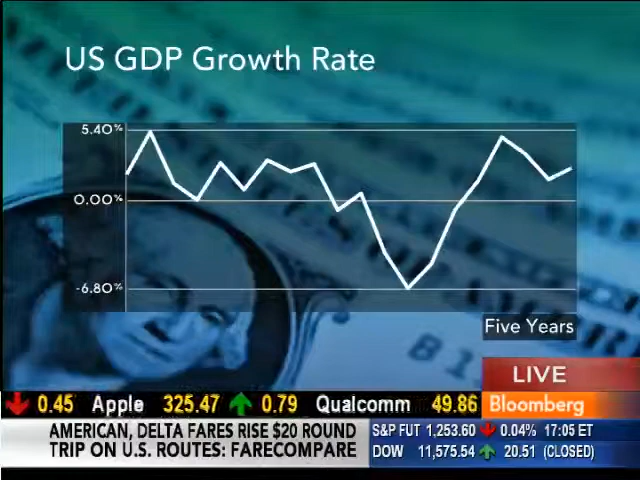 US GDP Growth Rate
5.40%
0.00%
-6.80%
Five Years
LIVE
0.45 Apple 325.47 0.79 Qualcomm 49.86 Bloomberg
AMERICAN, DELTA FARES RISE $20 ROUND
TRIP ON U.S. ROUTES: FARECOMPARE
S&P FUT 1,253.60 0.04% 17:05 ET
DOW 11,575.54 20.51 (CLOSED)